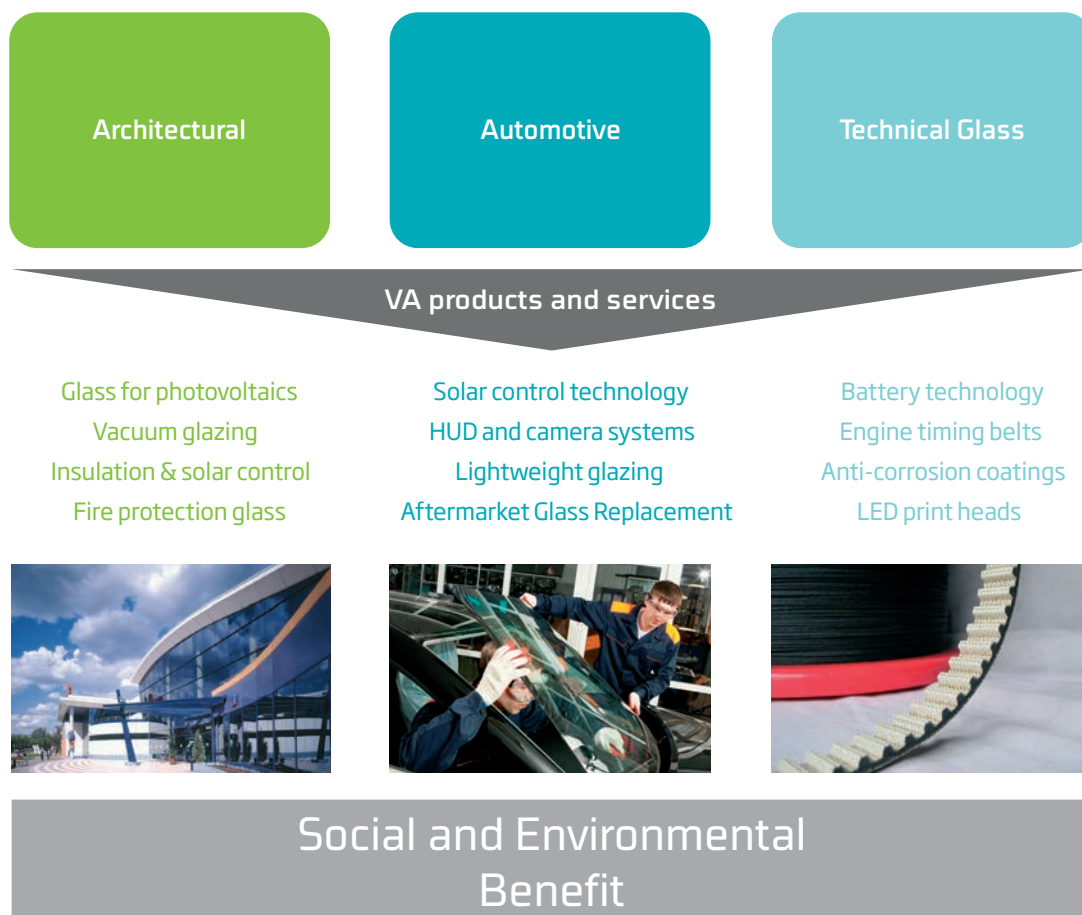 Architectural
Automotive
Technical Glass
VA products and services
Glass for photovoltaics
Vacuum glazing
Insulation & solar control
Fire protection glass
Solar control technology
HUD and camera systems
Lightweight glazing
Aftermarket Glass Replacement
Battery technology
Engine timing belts
Anti-corrosion coatings
LED print heads
Social and Environmental
Benefit